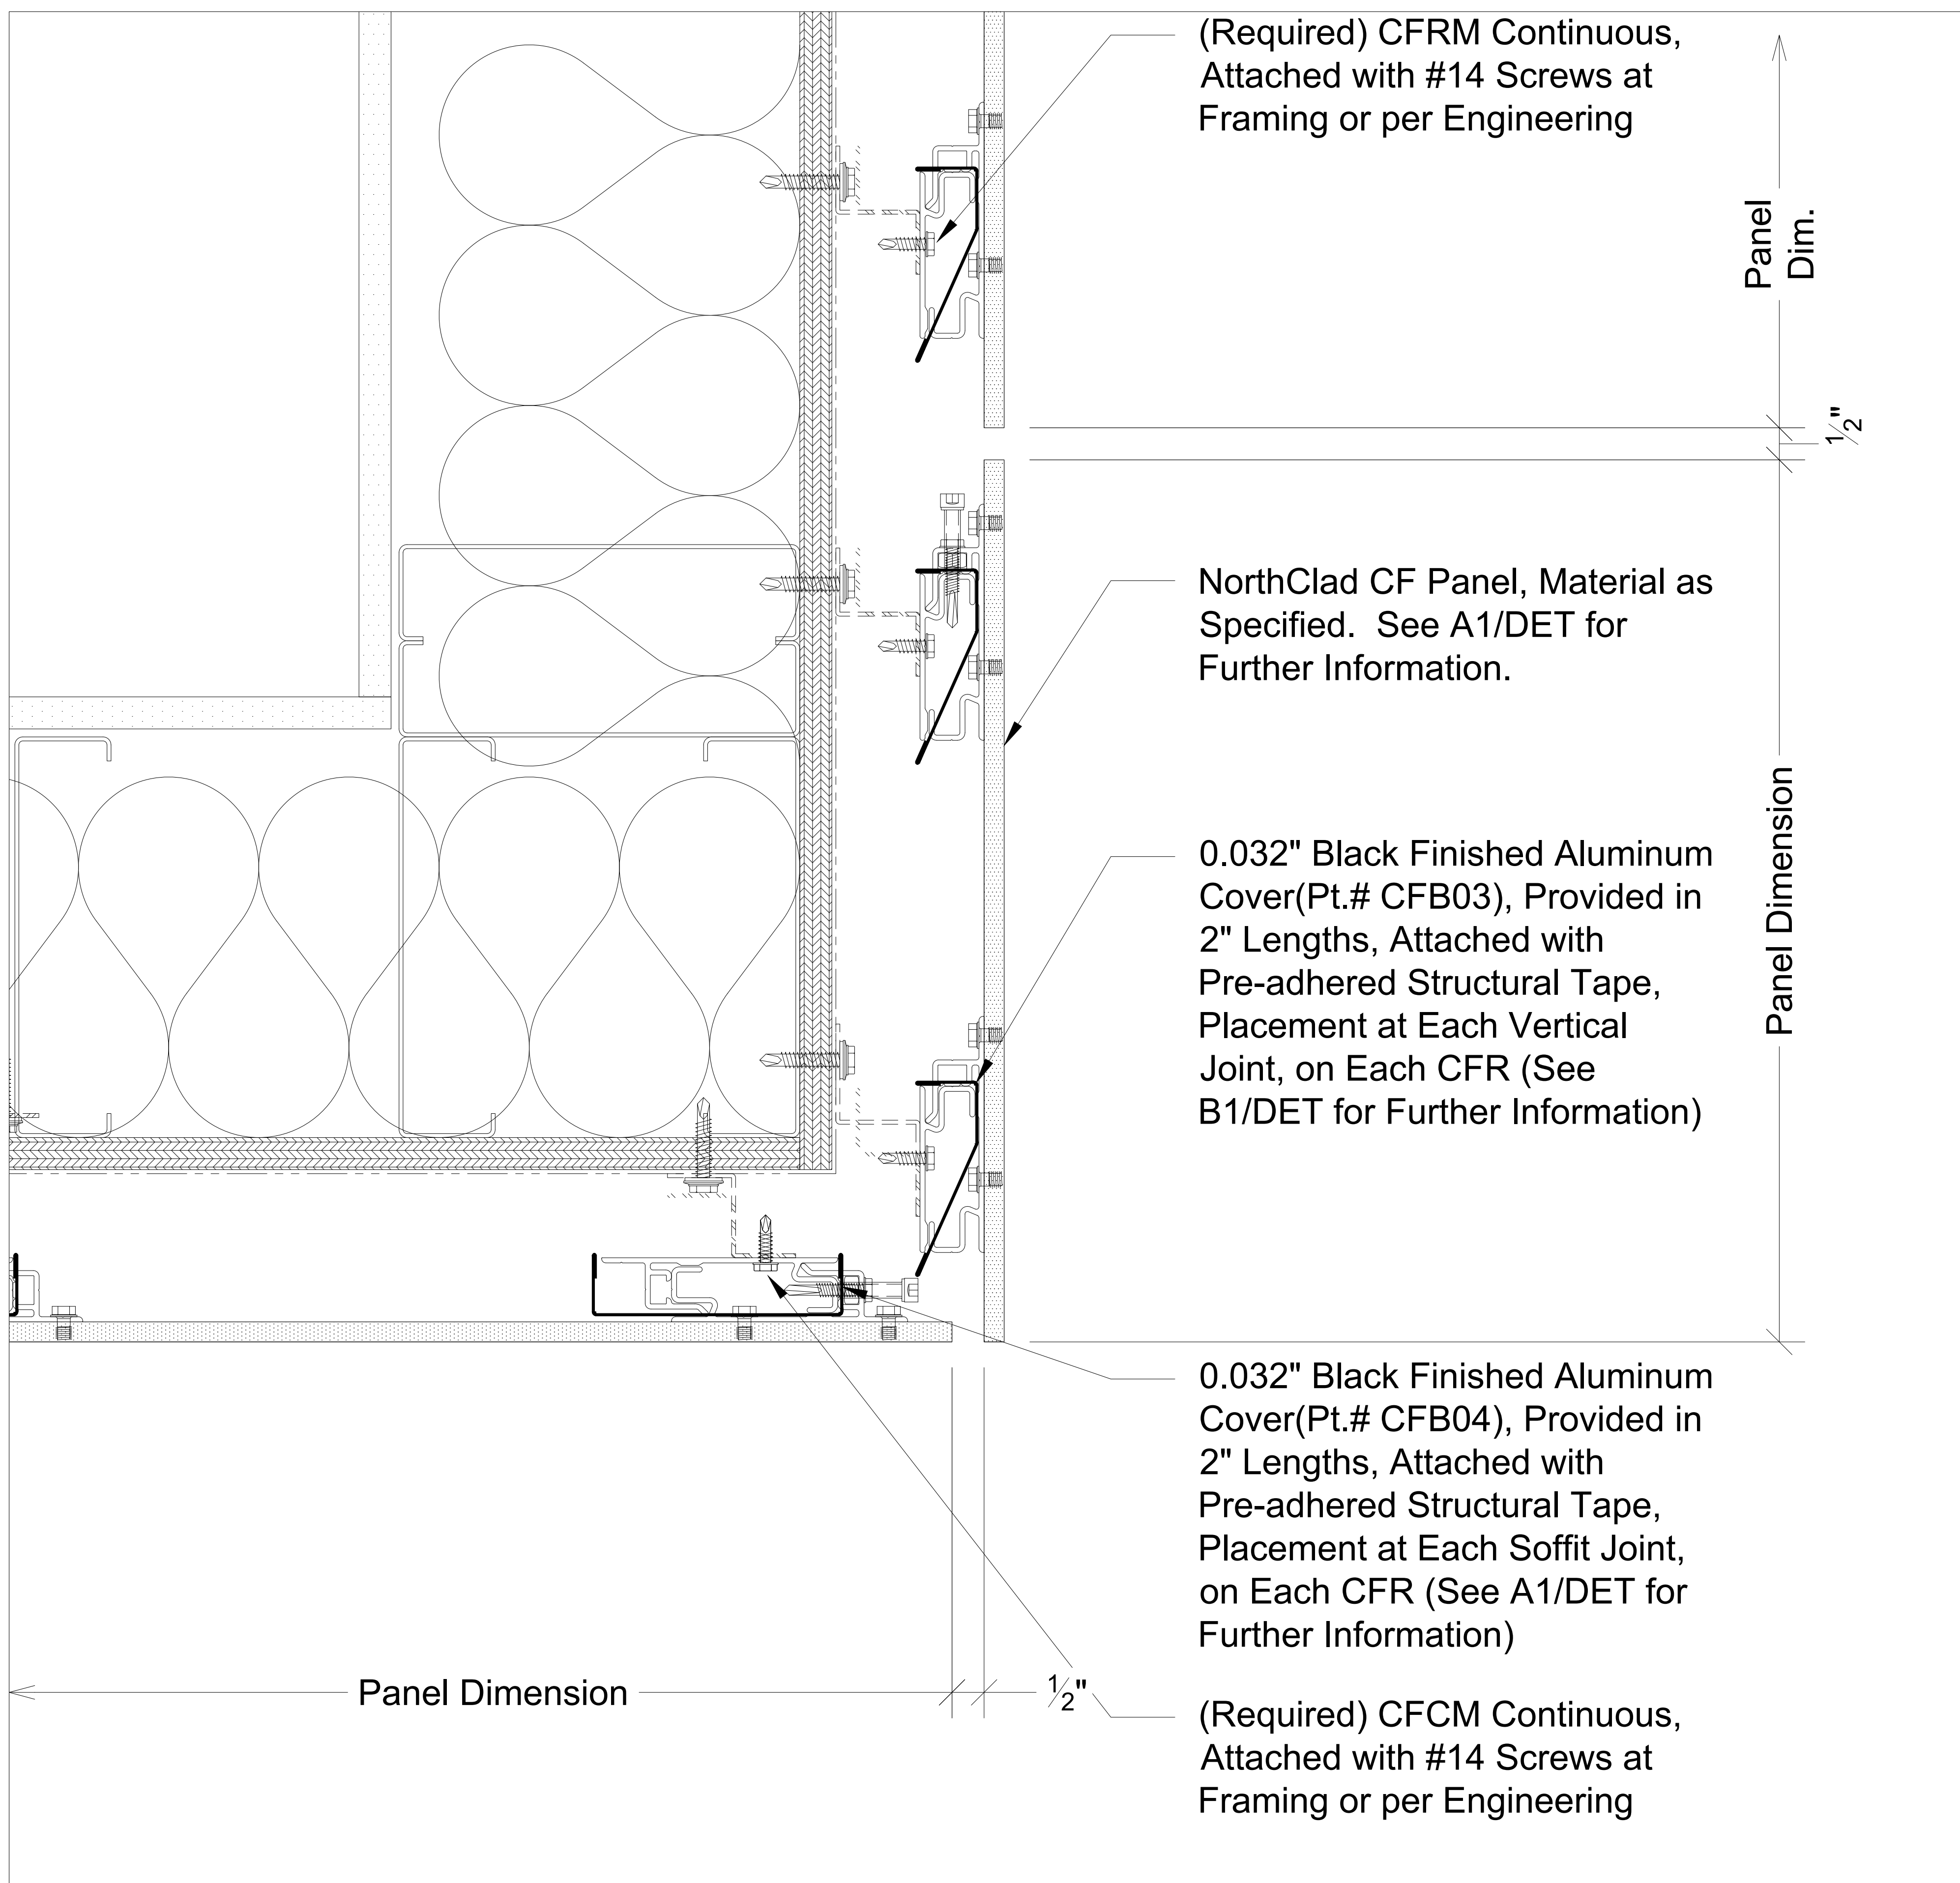 (Required) CFRM Continuous,
Attached with #14 Screws at
Framing or per Engineering
Panel
Dim.
1/2"
NorthClad CF Panel, Material as
Specified. See A1/DET for
Further Information.
Panel Dimension
0.032" Black Finished Aluminum
Cover(Pt.# CFB03), Provided in
2" Lengths, Attached with
Pre-adhered Structural Tape,
Placement at Each Vertical
Joint, on Each CFR (See
B1/DET for Further Information)
0.032" Black Finished Aluminum
Cover(Pt.# CFB04), Provided in
2" Lengths, Attached with
Pre-adhered Structural Tape,
Placement at Each Soffit Joint,
on Each CFR (See A1/DET for
Further Information)
Panel Dimension
1/2"
(Required) CFCM Continuous,
Attached with #14 Screws at
Framing or per Engineering